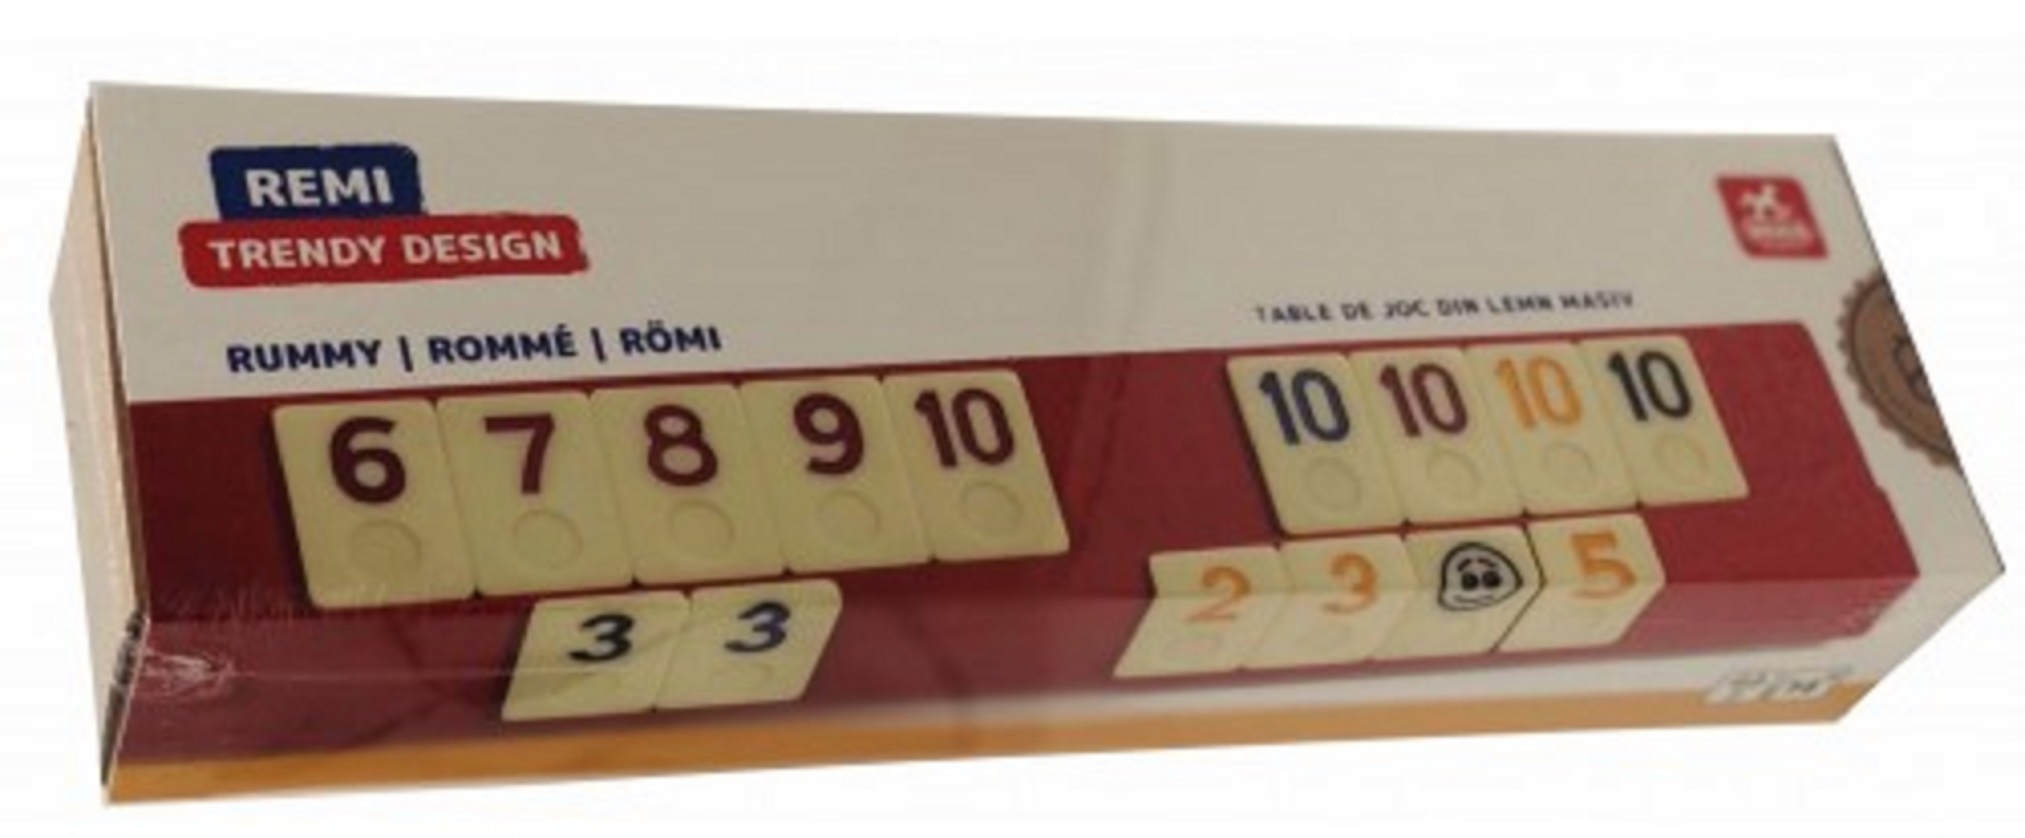 REMI
TRENDY DESIGN
RUMMY | ROMMÉ | RÖMI
TABLE DE JOC DIN LEMN MASIV
6 7 8 9 10
10 10 10 10
3 3
2 3 5